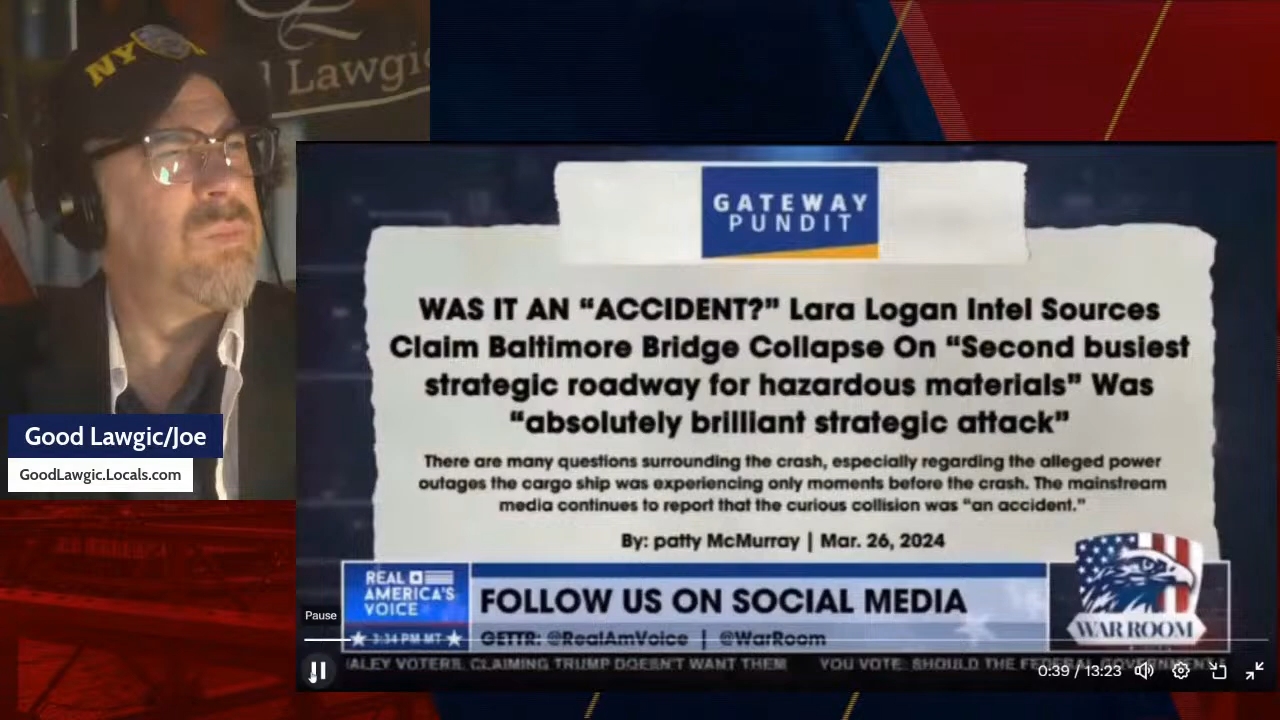 NY
Lawgic
Good Lawgic/Joe
GoodLawgic.Locals.com
GATEWAY
PUNDIT
WAS IT AN “ACCIDENT?” Lara Logan Intel Sources
Claim Baltimore Bridge Collapse On “Second busiest
strategic roadway for hazardous materials” Was
“absolutely brilliant strategic attack”
There are many questions surrounding the crash, especially regarding the alleged power
outages the cargo ship was experiencing only moments before the crash. The mainstream
media continues to report that the curious collision was “an accident.”
By: patty McMurray | Mar. 26, 2024
REAL
AMERICA'S
VOICE
3:34 PM MT
FOLLOW US ON SOCIAL MEDIA
GETTR: @RealAmVoice | @WarRoom
WAR ROOM
Pause
ALEY VOTERS, CLAIMING TRUMP DOESN'T WANT THEM YOU VOTE: SHOULD THE
0:39 / 13:23